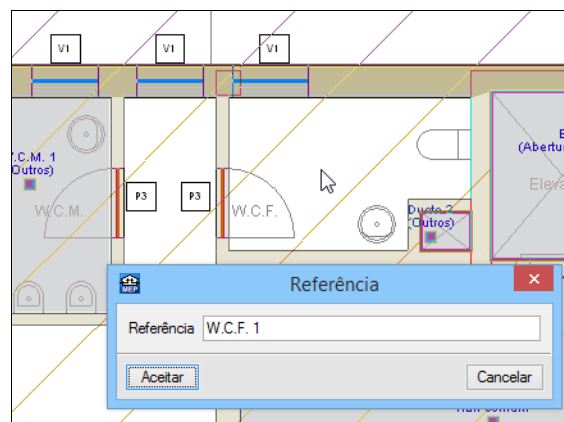 V1
V1
V1
.C.M. 1
(Outros)
P3
P3
W.C.M.
W.C.F.
Ducto 2
(Outros)
E
(Abertur
Eleva
MEP
Referência
Referência
W.C.F. 1
Aceitar
Cancelar